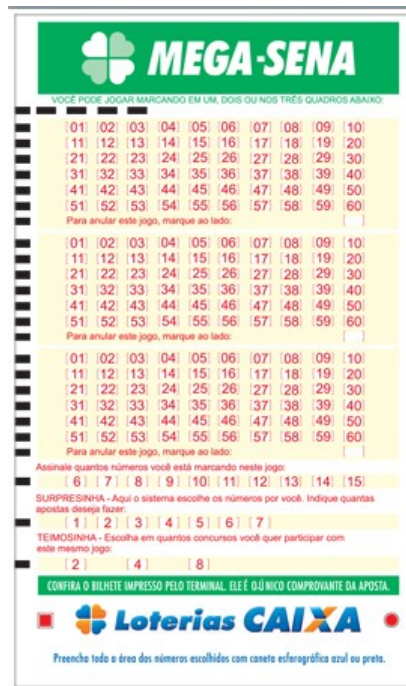 MEGA-SENA
VOCÊ PODE JOGAR MARCANDO EM UM, DOIS OU NOS TRÊS QUADROS ABAIXO:
[01] [02] [03] [04] [05] [06] [07] [08] [09] [10]
[11] [12] [13] [14] [15] [16] [17] [18] [19] [20]
[21] [22] [23] [24] [25] [26] [27] [28] [29] [30]
[31] [32] [33] [34] [35] [36] [37] [38] [39] [40]
[41] [42] [43] [44] [45] [46] [47] [48] [49] [50]
[51] [52] [53] [54] [55] [56] [57] [58] [59] [60]
Para anular este jogo, marque ao lado: [ ]
[01] [02] [03] [04] [05] [06] [07] [08] [09] [10]
[11] [12] [13] [14] [15] [16] [17] [18] [19] [20]
[21] [22] [23] [24] [25] [26] [27] [28] [29] [30]
[31] [32] [33] [34] [35] [36] [37] [38] [39] [40]
[41] [42] [43] [44] [45] [46] [47] [48] [49] [50]
[51] [52] [53] [54] [55] [56] [57] [58] [59] [60]
Para anular este jogo, marque ao lado: [ ]
[01] [02] [03] [04] [05] [06] [07] [08] [09] [10]
[11] [12] [13] [14] [15] [16] [17] [18] [19] [20]
[21] [22] [23] [24] [25] [26] [27] [28] [29] [30]
[31] [32] [33] [34] [35] [36] [37] [38] [39] [40]
[41] [42] [43] [44] [45] [46] [47] [48] [49] [50]
[51] [52] [53] [54] [55] [56] [57] [58] [59] [60]
Para anular este jogo, marque ao lado: [ ]
Assinale quantos números você está marcando neste jogo:
[6] [7] [8] [9] [10] [11] [12] [13] [14] [15]
SURPRESINHA - Aqui o sistema escolhe os números por você. Indique quantas
apostas deseja fazer:
[1] [2] [3] [4] [5] [6] [7]
TEIMOSINHA - Escolha em quantos concursos você quer participar com
este mesmo jogo:
[2] [4] [8]
CONFIRA O BILHETE IMPRESSO PELO TERMINAL. ELE É O ÚNICO COMPROVANTE DA APOSTA.
Loterias CAIXA
Preencha toda a área dos números escolhidos com caneta esferográfica azul ou preta.